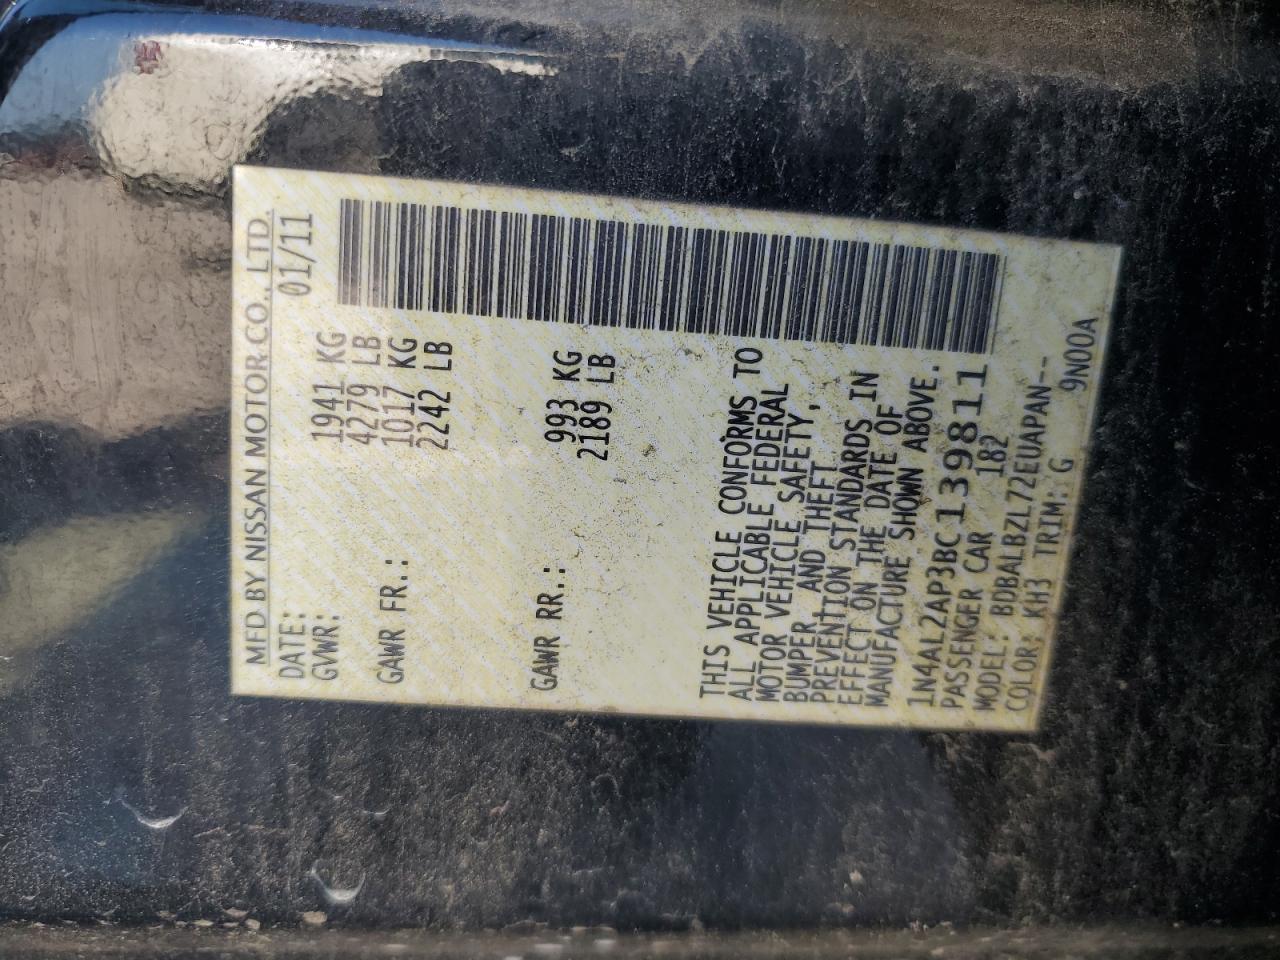 MFD BY NISSAN MOTOR CO., LTD.
DATE: 01/11
GVWR: 1941 KG
4279 LB
GAWR FR.: 1017 KG
2242 LB
GAWR RR.: 993 KG
2189 LB
THIS VEHICLE CONFORMS TO
ALL APPLICABLE FEDERAL
MOTOR VEHICLE SAFETY,
BUMPER AND THEFT
PREVENTION STANDARDS IN
EFFECT ON THE DATE OF
MANUFACTURE SHOWN ABOVE.
1N4AL2AP3BC139811
PASSENGER CAR 182
MODEL: BDBALBZL72EUAPAN---
COLOR: KH3 TRIM: G 9N00A